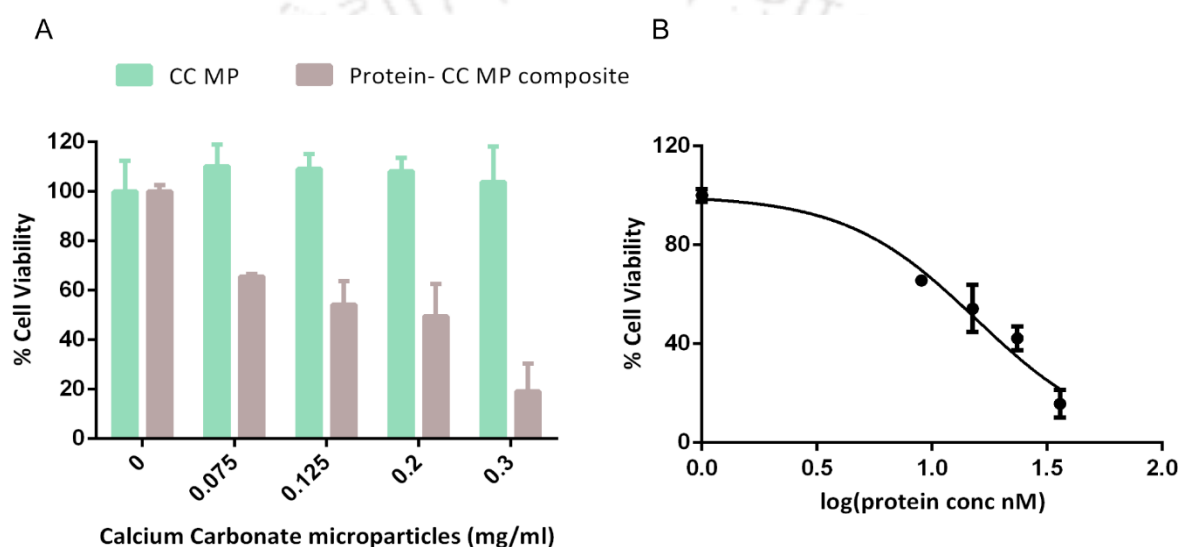 A
B
CC MP
Protein- CC MP composite
% Cell Viability
120
100
80
60
40
20
0
0
0.075
0.125
0.2
0.3
Calcium Carbonate microparticles (mg/ml)
% Cell Viability
120
80
40
0
0.0
0.5
1.0
1.5
2.0
log(protein conc nM)